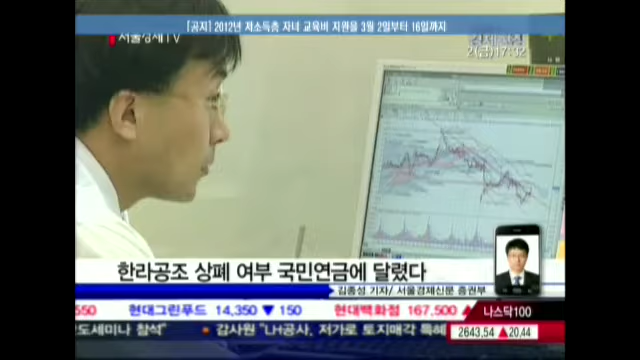 [공지] 2012년 저소득층 자녀 교육비 지원을 3월 2일부터 16일까지
서울경제TV
2(금)17:02
한라공조 상폐 여부 국민연금에 달렸다
김종성 기자/ 서울경제신문 증권부
550 현대그린푸드 14,350 ▼ 150 현대백화점 167,500 ▲
나스닥100
도세미나 참석" 감사원 "LH공사, 저가로 토지매각 특혜
2643,54 ▲ 20,44